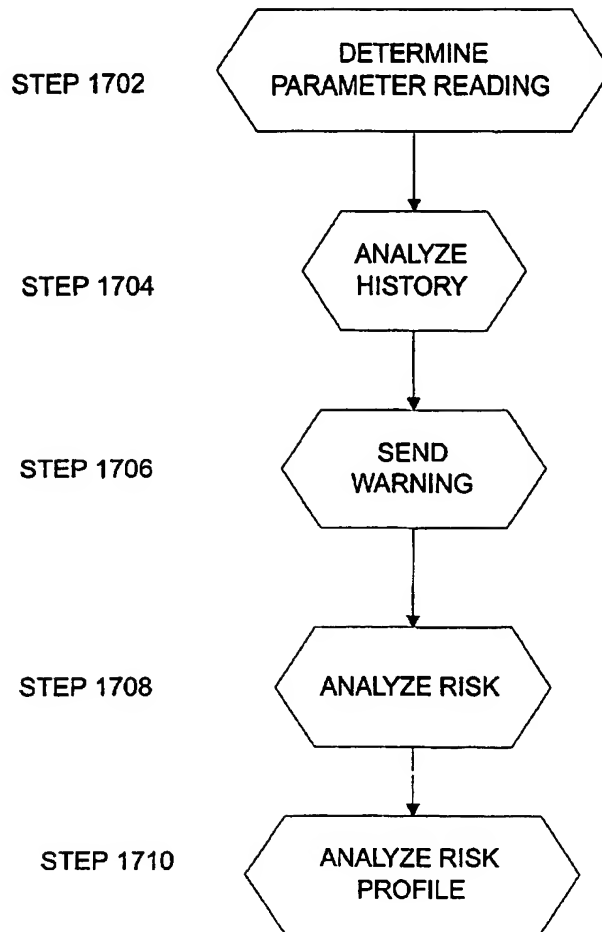 STEP 1702
DETERMINE
PARAMETER READING
STEP 1704
ANALYZE
HISTORY
STEP 1706
SEND
WARNING
STEP 1708
ANALYZE RISK
STEP 1710
ANALYZE RISK
PROFILE